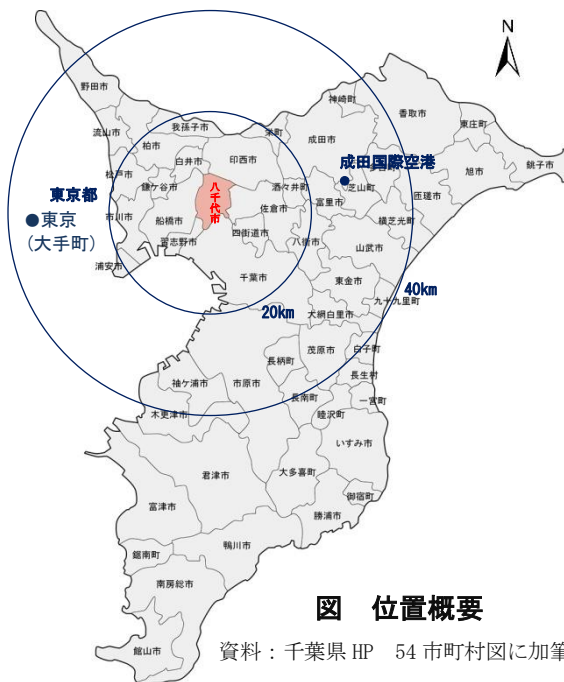 N
野田市
流山市
柏市
我孫子市
松戸市
鎌ケ谷市
白井市
印西市
栄町
神崎町
成田市
香取市
東庄町
銚子市
旭市
匝瑳市
成田国際空港
芝山町
横芝光町
酒々井町
富里市
佐倉市
八千代市
東京都
東京
(大手町)
市川市
船橋市
習志野市
浦安市
四街道市
八街市
山武市
千葉市
東金市
九十九里町
20km
40km
大網白里市
茂原市
白子町
長柄町
長生村
一宮町
長南町
睦沢町
袖ケ浦市
市原市
木更津市
いすみ市
大多喜町
君津市
御宿町
富津市
勝浦市
鋸南町
鴨川市
南房総市
館山市
図 位置概要
資料：千葉県 HP 54 市町村図に加筆